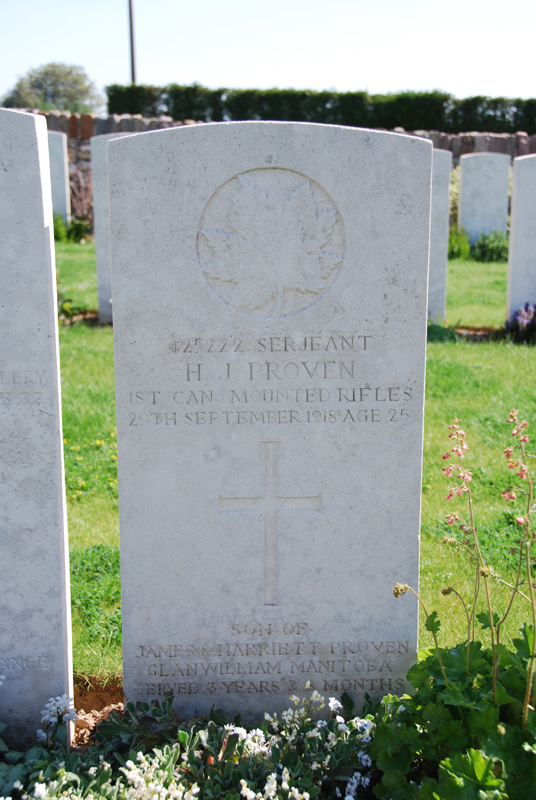 425222 SERJEANT
H J PROVEN
1ST CAN. MOUNTED RIFLES
29TH SEPTEMBER 1918 AGE 25
SON OF
JAMES & HARRIETT PROVEN
GLANWILLIAM MANITOBA
SERVED 3 YEARS & MONTHS